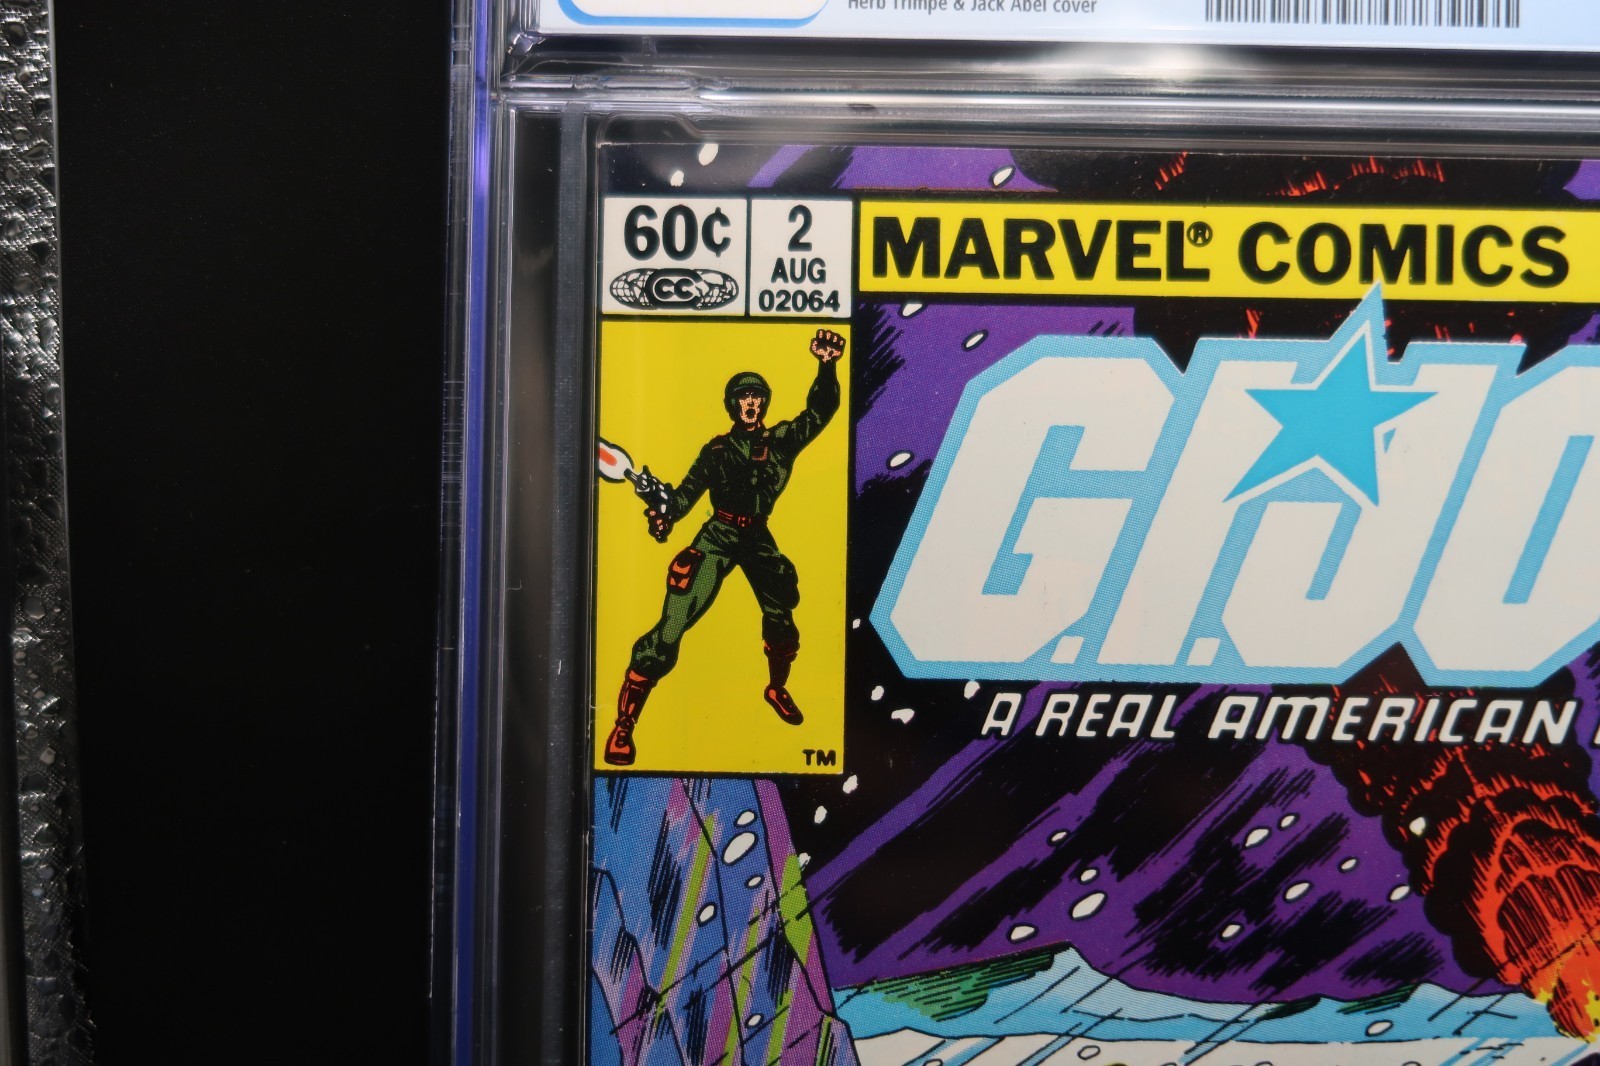 Herb Trimpe & Jack Abel cover
60¢
CC
2
AUG
02064
MARVEL® COMICS
G.I. JO
A REAL AMERICAN
TM